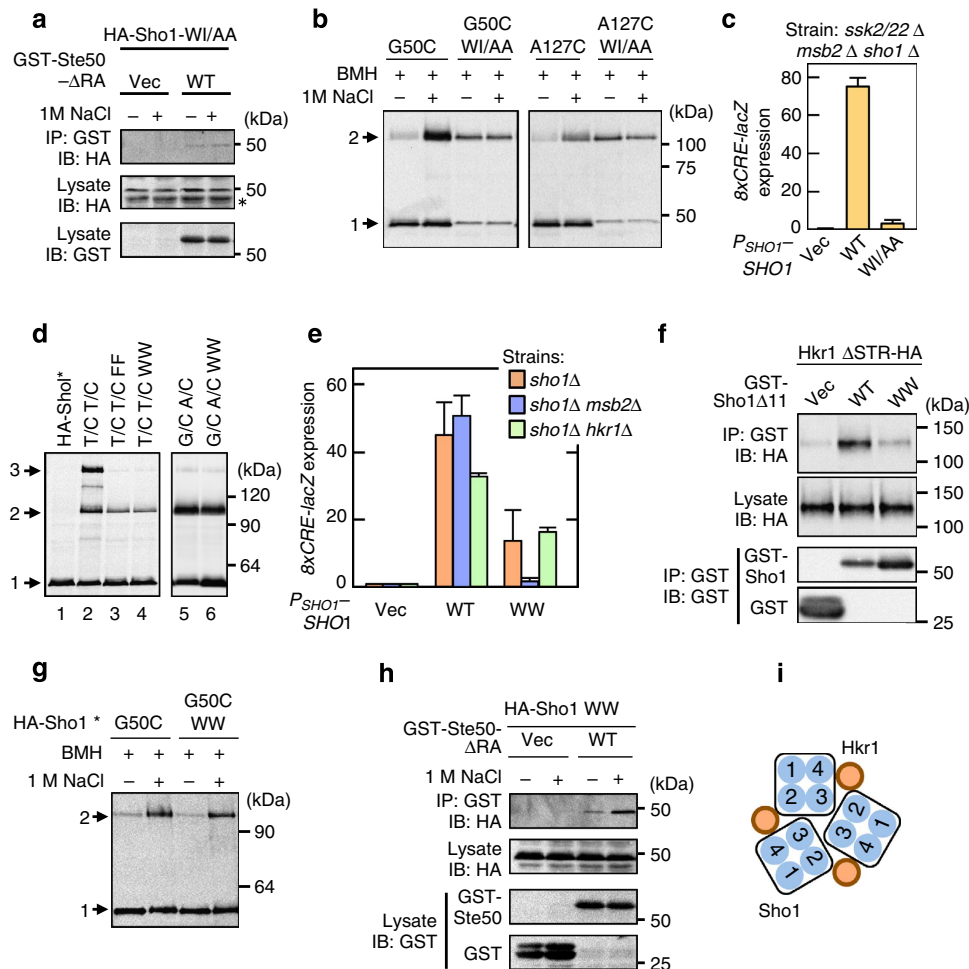 a
HA-Sho1-WI/AA
GST-Ste50
–ΔRA
Vec WT
1M NaCl – + – + (kDa)
IP: GST
IB: HA
50
Lysate
IB: HA
50
*
Lysate
IB: GST
50
b
G50C G50C WI/AA A127C A127C WI/AA
BMH + + + + + + + +
1M NaCl – + – + – + – + (kDa)
2
100
75
50
1
c
Strain: ssk2/22 Δ
msb2 Δ sho1 Δ
8xCRE-lacZ
expression
80
60
40
20
0
PSHO1–
SHO1
Vec WT WI/AA
d
HA-Shol* T/C T/C T/C T/C FF T/C T/C WW G/C A/C G/C A/C WW
3
(kDa)
120
2
90
64
1
1 2 3 4 5 6
e
Strains:
sho1Δ
sho1Δ msb2Δ
sho1Δ hkr1Δ
8xCRE-lacZ expression
60
40
20
0
PSHO1–
SHO1
Vec WT WW
f
Hkr1 ΔSTR-HA
GST-
Sho1Δ11
Vec WT WW
(kDa)
IP: GST
IB: HA
150
100
Lysate
IB: HA
150
100
IP: GST
IB: GST
GST-
Sho1
50
GST
25
g
HA-Sho1 * G50C G50C WW
BMH + + + +
1 M NaCl – + – +
(kDa)
2
90
64
1
h
HA-Sho1 WW
GST-Ste50-
ΔRA
Vec WT
1 M NaCl – + – + (kDa)
IP: GST
IB: HA
50
Lysate
IB: HA
50
Lysate
IB: GST
GST-
Ste50
50
GST
25
i
Hkr1
1 4
2 3
2 1
3 4
3 2
4 1
Sho1